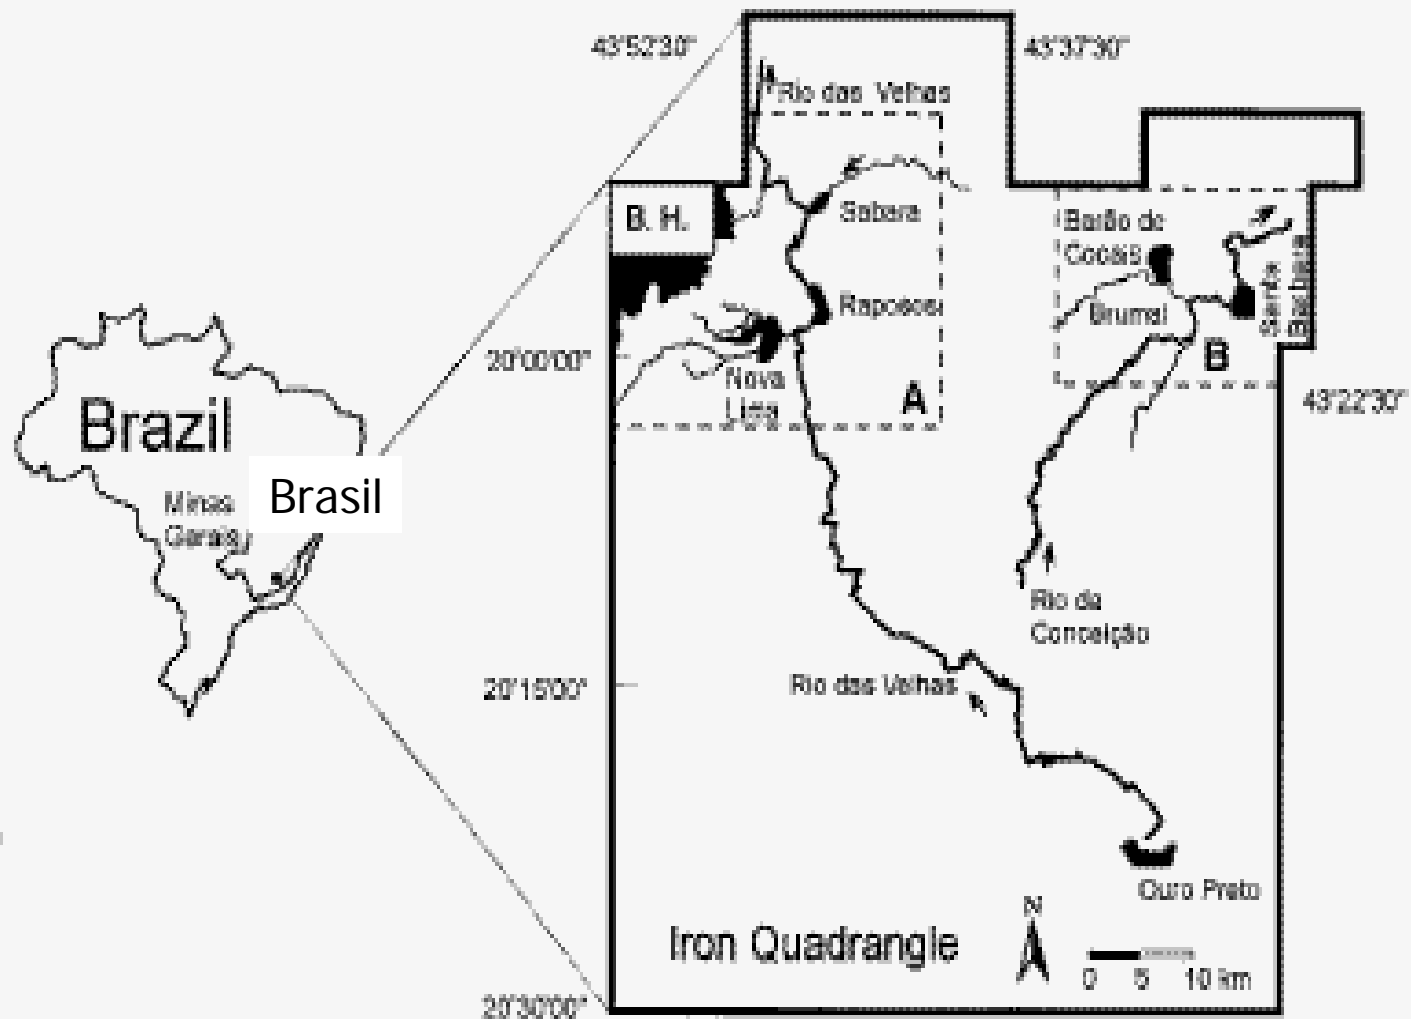 43°52'30"
43°37'30"
Rio das Velhas
B. H.
Sabara
Barão de
Cocais
Santa
Barbara
Raposos
Brumal
20°00'00"
Nova
Lima
A
B
43°22'30"
Brazil
Brasil
Minas
Gerais
Rio da
Conceição
20°15'00"
Rio das Velhas
Ouro Preto
N
Iron Quadrangle
0 5 10 km
20°30'00"